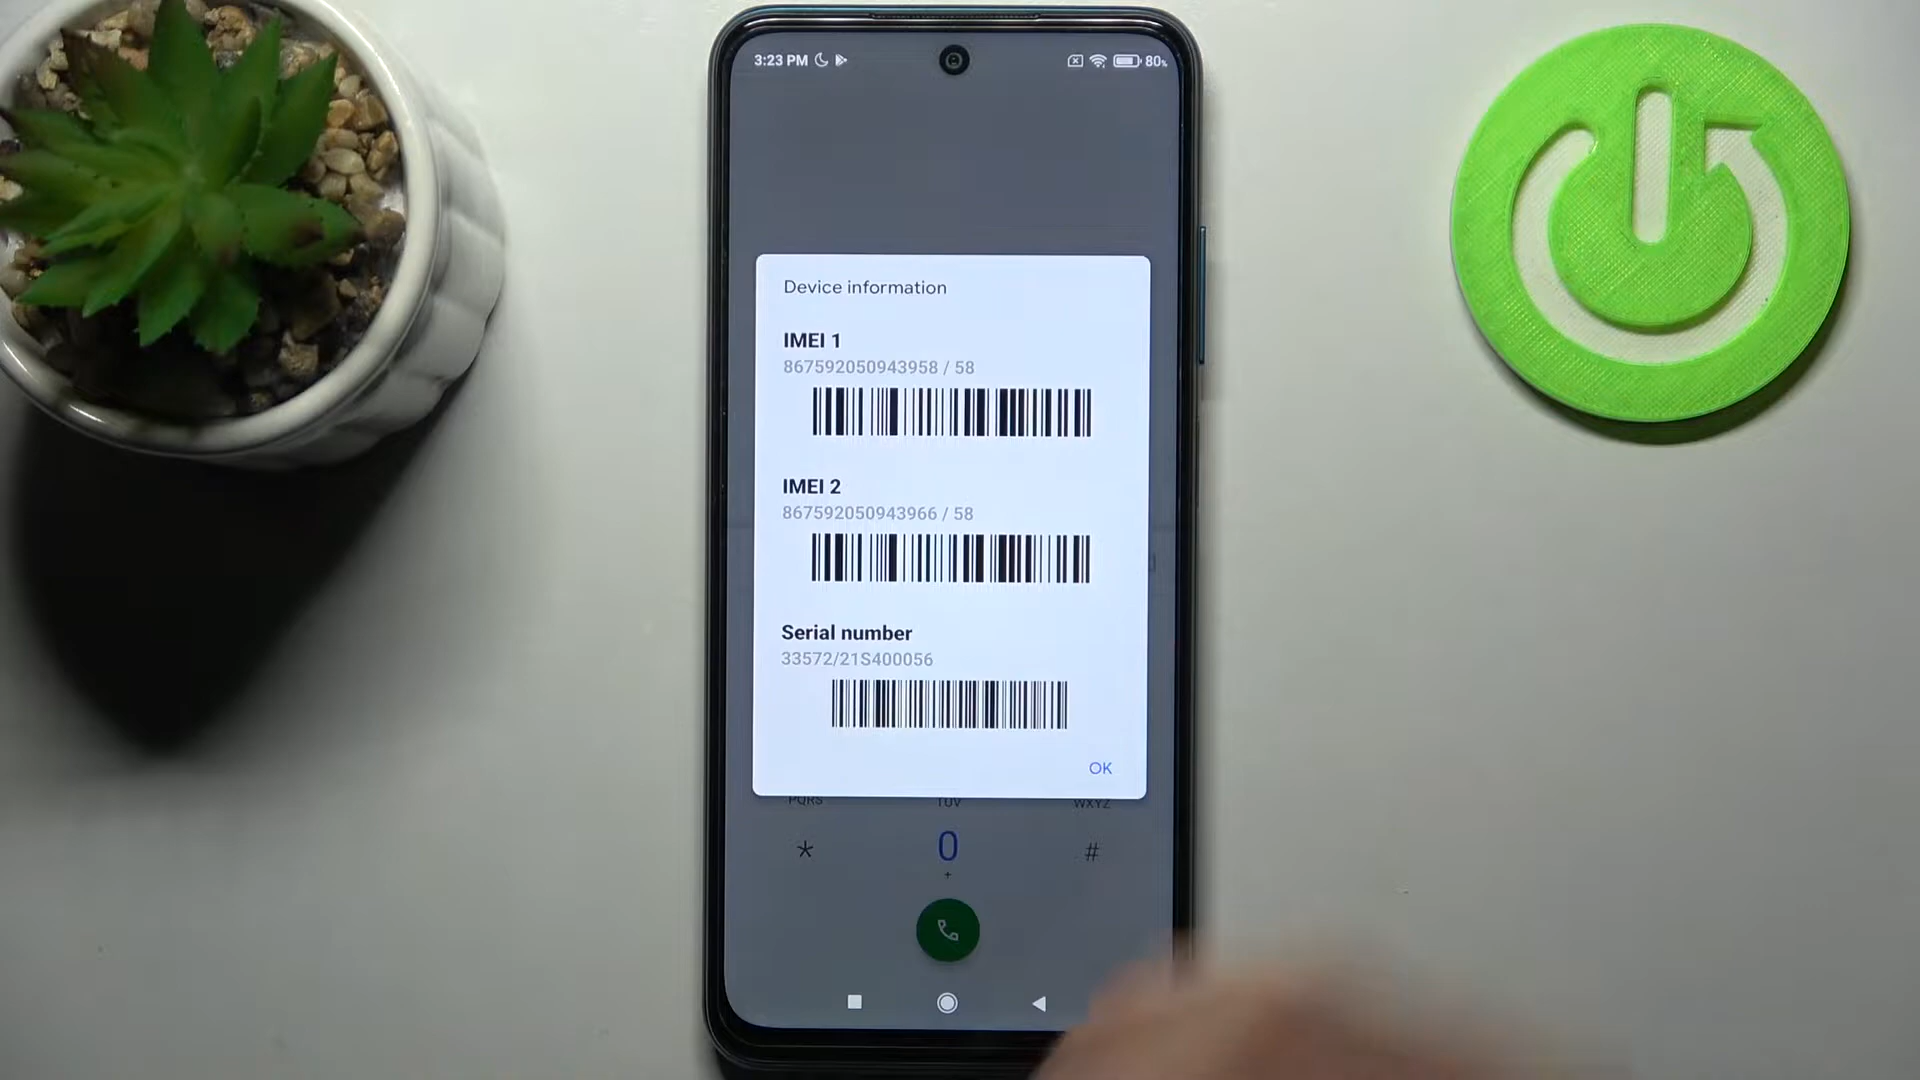 3:23 PM 80%
Device information
IMEI 1
867592050943958 / 58
IMEI 2
867592050943966 / 58
Serial number
33572/21S400056
OK
PQRS TUV WXYZ
* 0 #
+